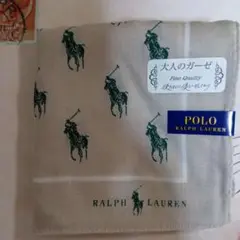 大人のガーゼ
Fine Quality
POLO
RALPH LAUREN
RALPH LAUREN